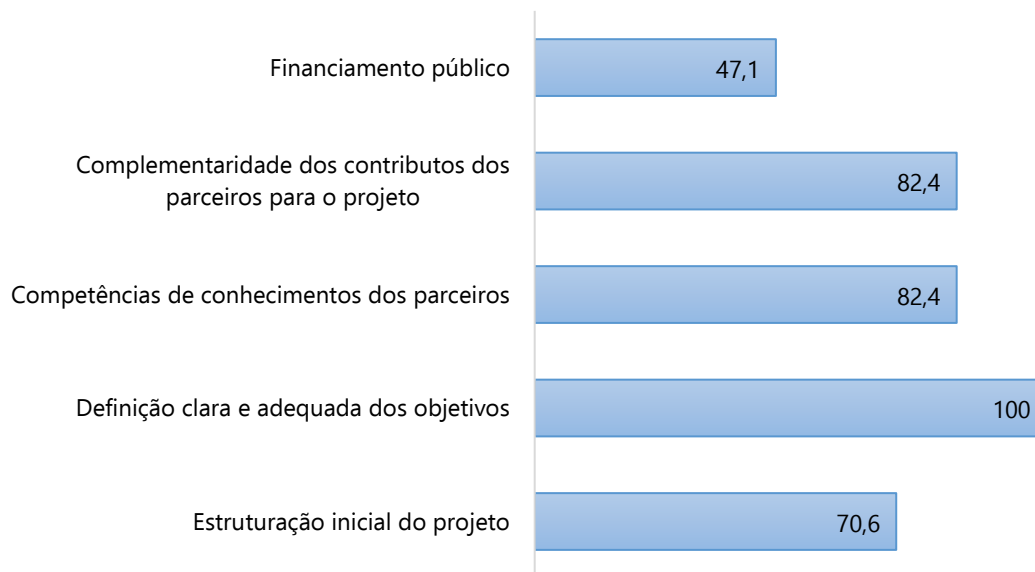 Financiamento público
47,1
Complementaridade dos contributos dos
parceiros para o projeto
82,4
Competências de conhecimentos dos parceiros
82,4
Definição clara e adequada dos objetivos
100
Estruturação inicial do projeto
70,6